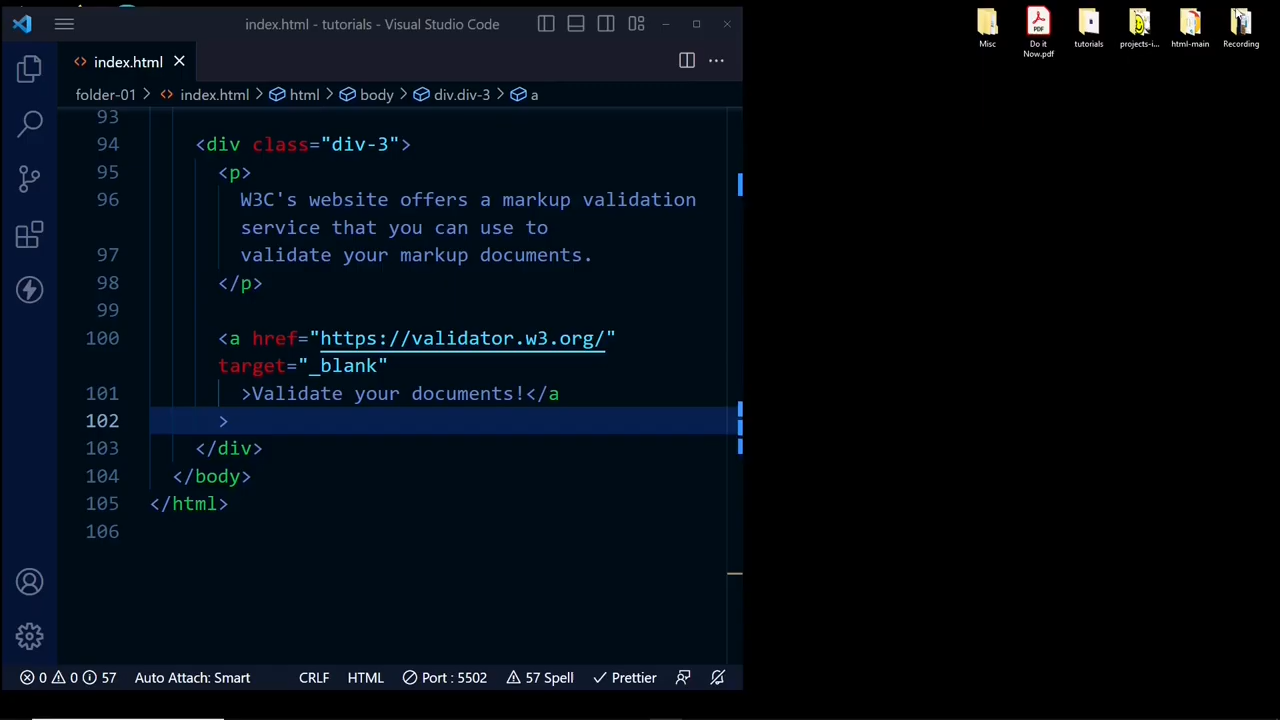 index.html - tutorials - Visual Studio Code
index.html
folder-01 > index.html > html > body > div.div-3 > a
93
94 <div class="div-3">
95 <p>
96 W3C's website offers a markup validation
service that you can use to
97 validate your markup documents.
98 </p>
99
100 <a href="https://validator.w3.org/"
target="_blank"
101 >Validate your documents!</a
102 >
103 </div>
104 </body>
105 </html>
106
0 0 57 Auto Attach: Smart CRLF HTML Port : 5502 57 Spell Prettier
Misc
Do it
Now.pdf
tutorials
projects-i...
html-main
Recording